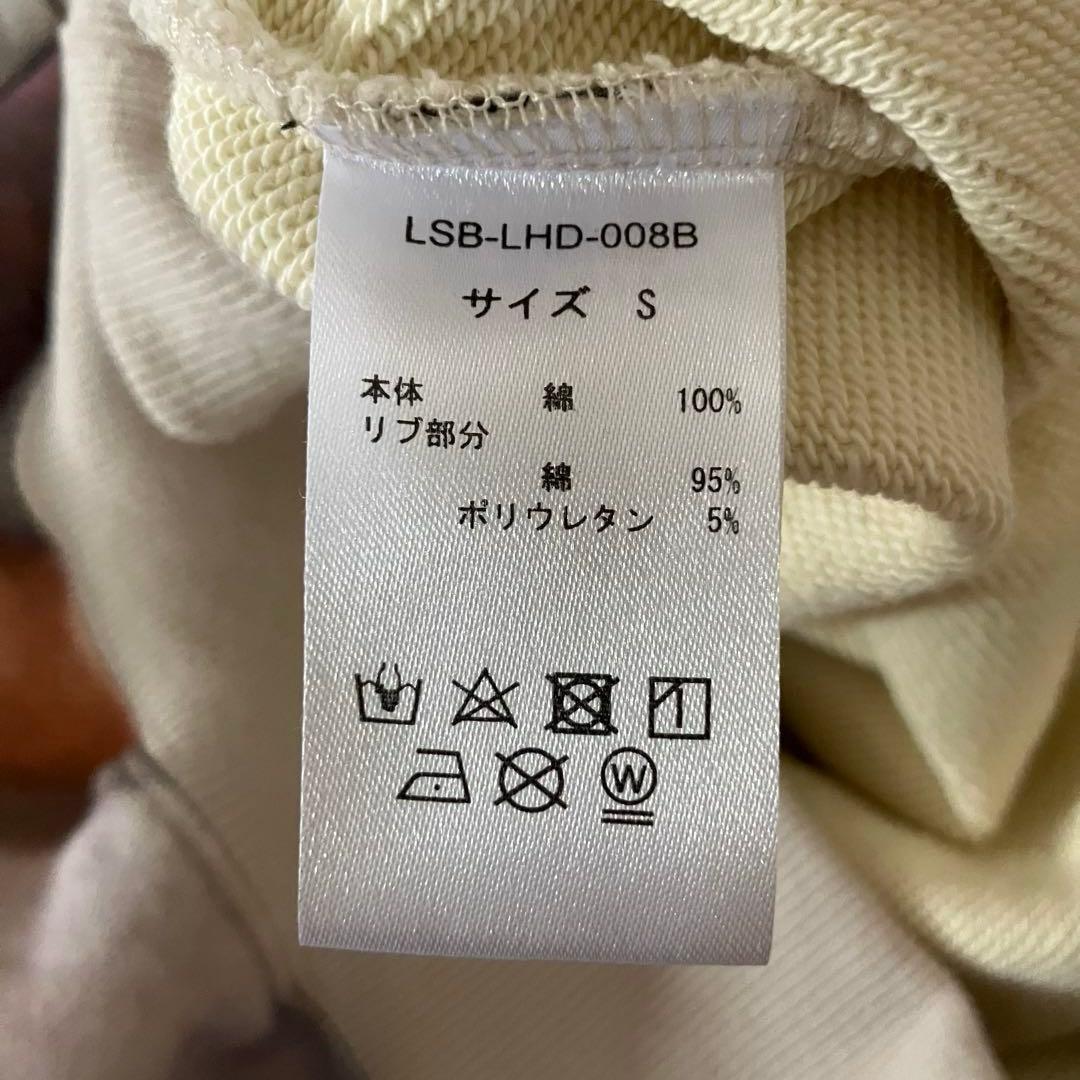 LSB-LHD-008B
サイズ S
本体 綿 100%
リブ部分
綿 95%
ポリウレタン 5%
W